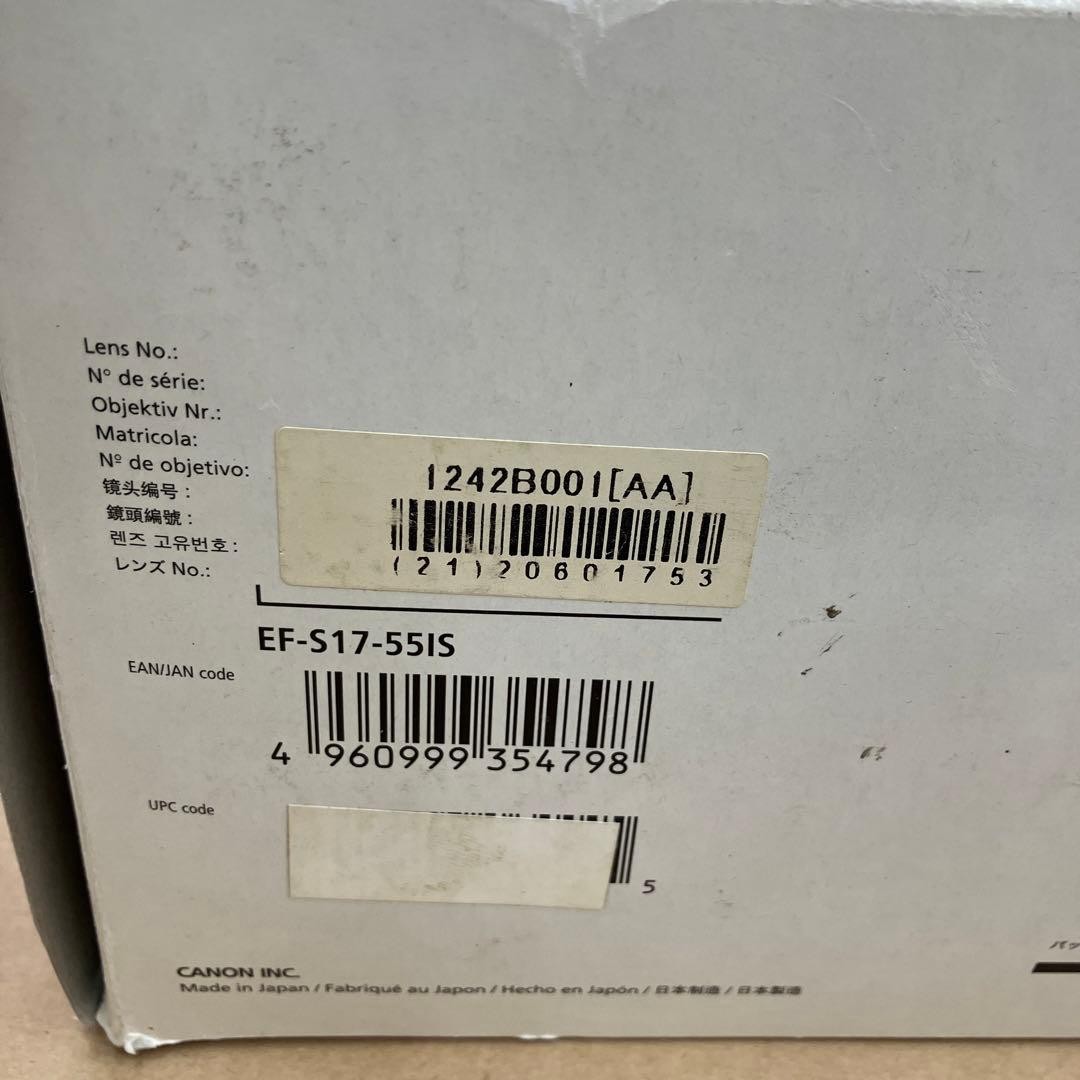 Lens No.:
N° de série:
Objektiv Nr.:
Matricola:
Nº de objetivo:
镜头编号：
鏡頭編號：
렌즈 고유번호:
レンズ No.:
1242B001[AA]
(21)20601753
EF-S17-55IS
EAN/JAN code
4 960999 354798
UPC code
5
CANON INC.
Made in Japan / Fabriqué au Japon / Hecho en Japón / 日本制造 / 日本製造
パッ